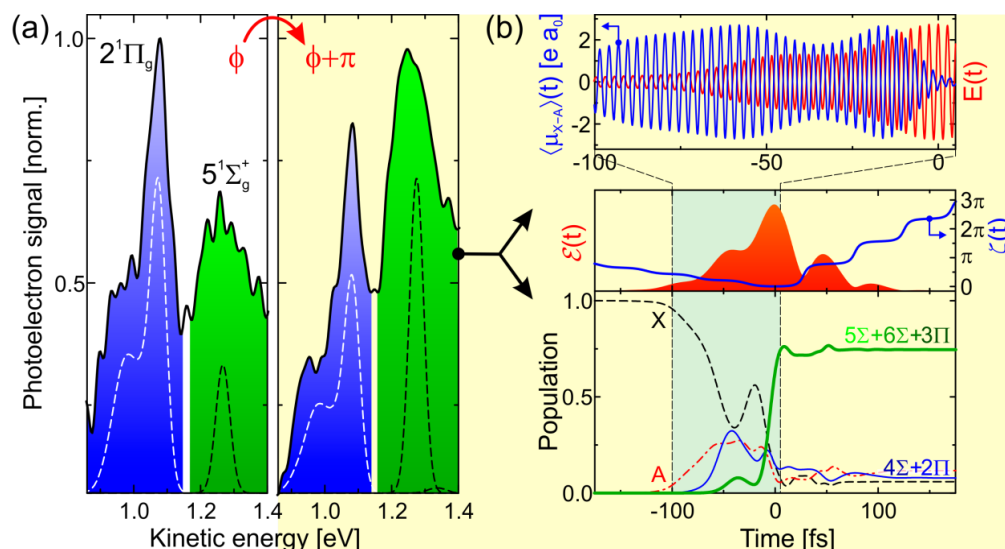 (a)
2¹Πg
ϕ
ϕ+π
5¹Σg⁺
Photoelectron signal [norm.]
1.0
0.5
1.0
1.2
1.4
1.0
1.2
1.4
Kinetic energy [eV]
(b)
⟨μX-A⟩(t) [e a₀]
2
0
-2
E(t)
-100
-50
0
ℰ(t)
3π
2π
π
0
ζ(t)
Population
1.0
0.5
0.0
X
A
5Σ+6Σ+3Π
4Σ+2Π
-100
0
100
Time [fs]